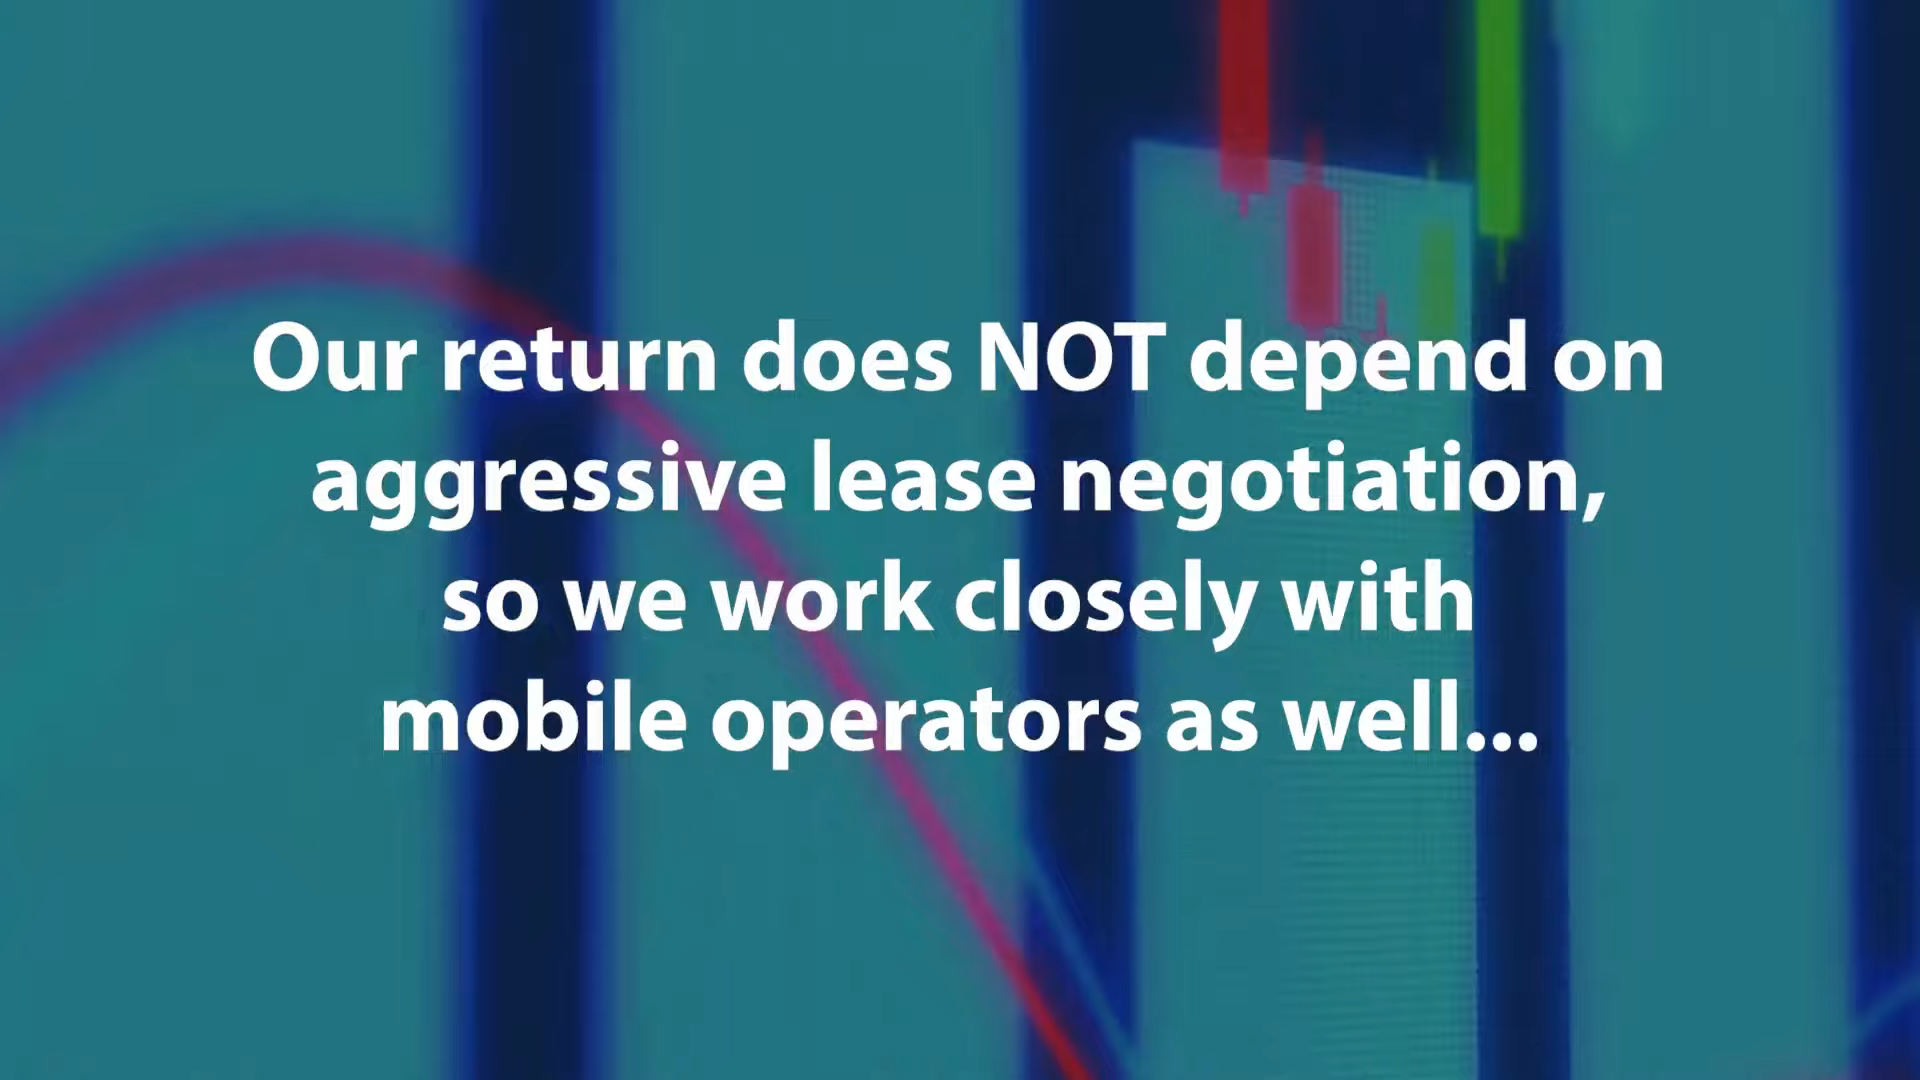 Our return does NOT depend on
aggressive lease negotiation,
so we work closely with
mobile operators as well...